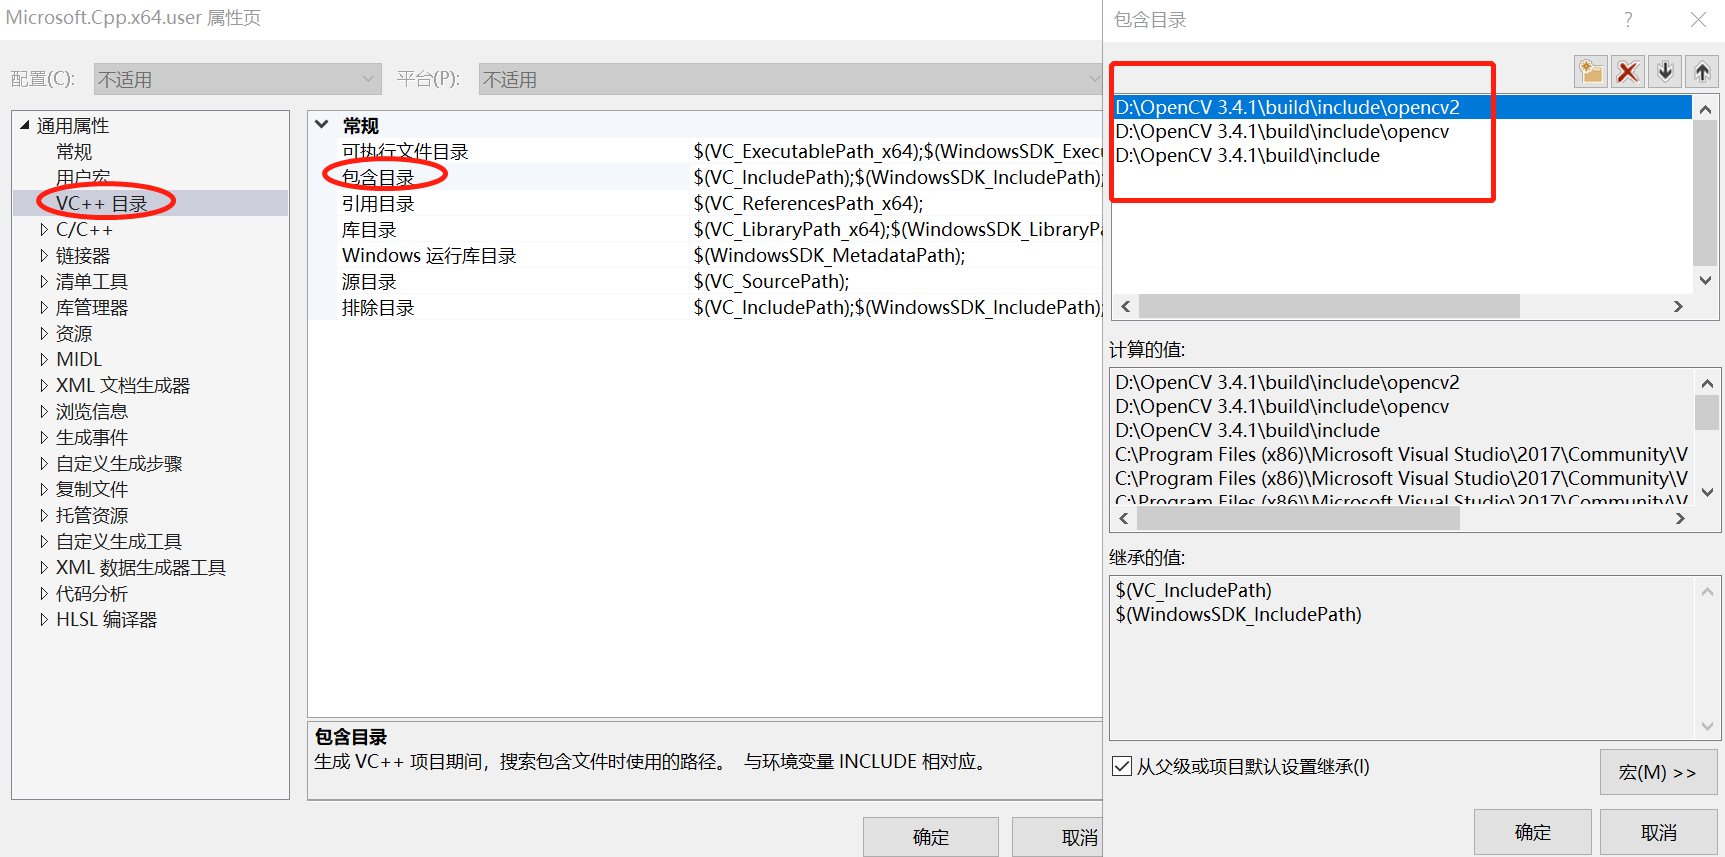 Microsoft.Cpp.x64.user 属性页
配置(C):
不适用
平台(P):
不适用
通用属性
常规
用户宏
VC++ 目录
C/C++
链接器
清单工具
库管理器
资源
MIDL
XML 文档生成器
浏览信息
生成事件
自定义生成步骤
复制文件
托管资源
自定义生成工具
XML 数据生成器工具
代码分析
HLSL 编译器
常规
可执行文件目录 $(VC_ExecutablePath_x64);$(WindowsSDK_Execu
包含目录 $(VC_IncludePath);$(WindowsSDK_IncludePath);
引用目录 $(VC_ReferencesPath_x64);
库目录 $(VC_LibraryPath_x64);$(WindowsSDK_LibraryPa
Windows 运行库目录 $(WindowsSDK_MetadataPath);
源目录 $(VC_SourcePath);
排除目录 $(VC_IncludePath);$(WindowsSDK_IncludePath);
包含目录
生成 VC++ 项目期间，搜索包含文件时使用的路径。 与环境变量 INCLUDE 相对应。
确定
取消
包含目录
?
D:\OpenCV 3.4.1\build\include\opencv2
D:\OpenCV 3.4.1\build\include\opencv
D:\OpenCV 3.4.1\build\include
计算的值:
D:\OpenCV 3.4.1\build\include\opencv2
D:\OpenCV 3.4.1\build\include\opencv
D:\OpenCV 3.4.1\build\include
C:\Program Files (x86)\Microsoft Visual Studio\2017\Community\V
C:\Program Files (x86)\Microsoft Visual Studio\2017\Community\V
C:\Program Files (x86)\Microsoft Visual Studio\2017\Community\V
继承的值:
$(VC_IncludePath)
$(WindowsSDK_IncludePath)
从父级或项目默认设置继承(I)
宏(M) >>
确定
取消